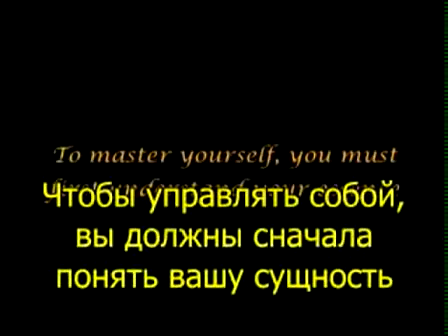 To master yourself, you must
Чтобы управлять собой,
вы должны сначала
понять вашу сущность